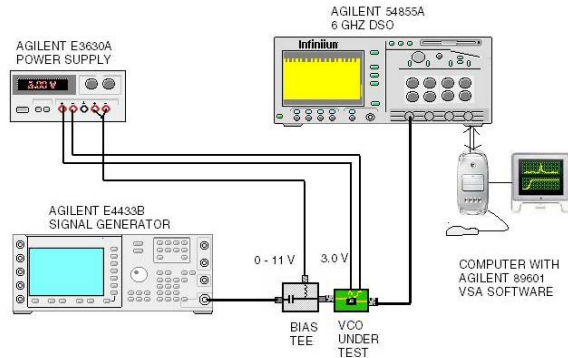 AGILENT 54855A
6 GHZ DSO
AGILENT E3630A
POWER SUPPLY
Infiniium
3.00 V
AGILENT E4433B
SIGNAL GENERATOR
0 - 11 V
3.0 V
COMPUTER WITH
AGILENT 89601
VSA SOFTWARE
BIAS
TEE
VCO
UNDER
TEST